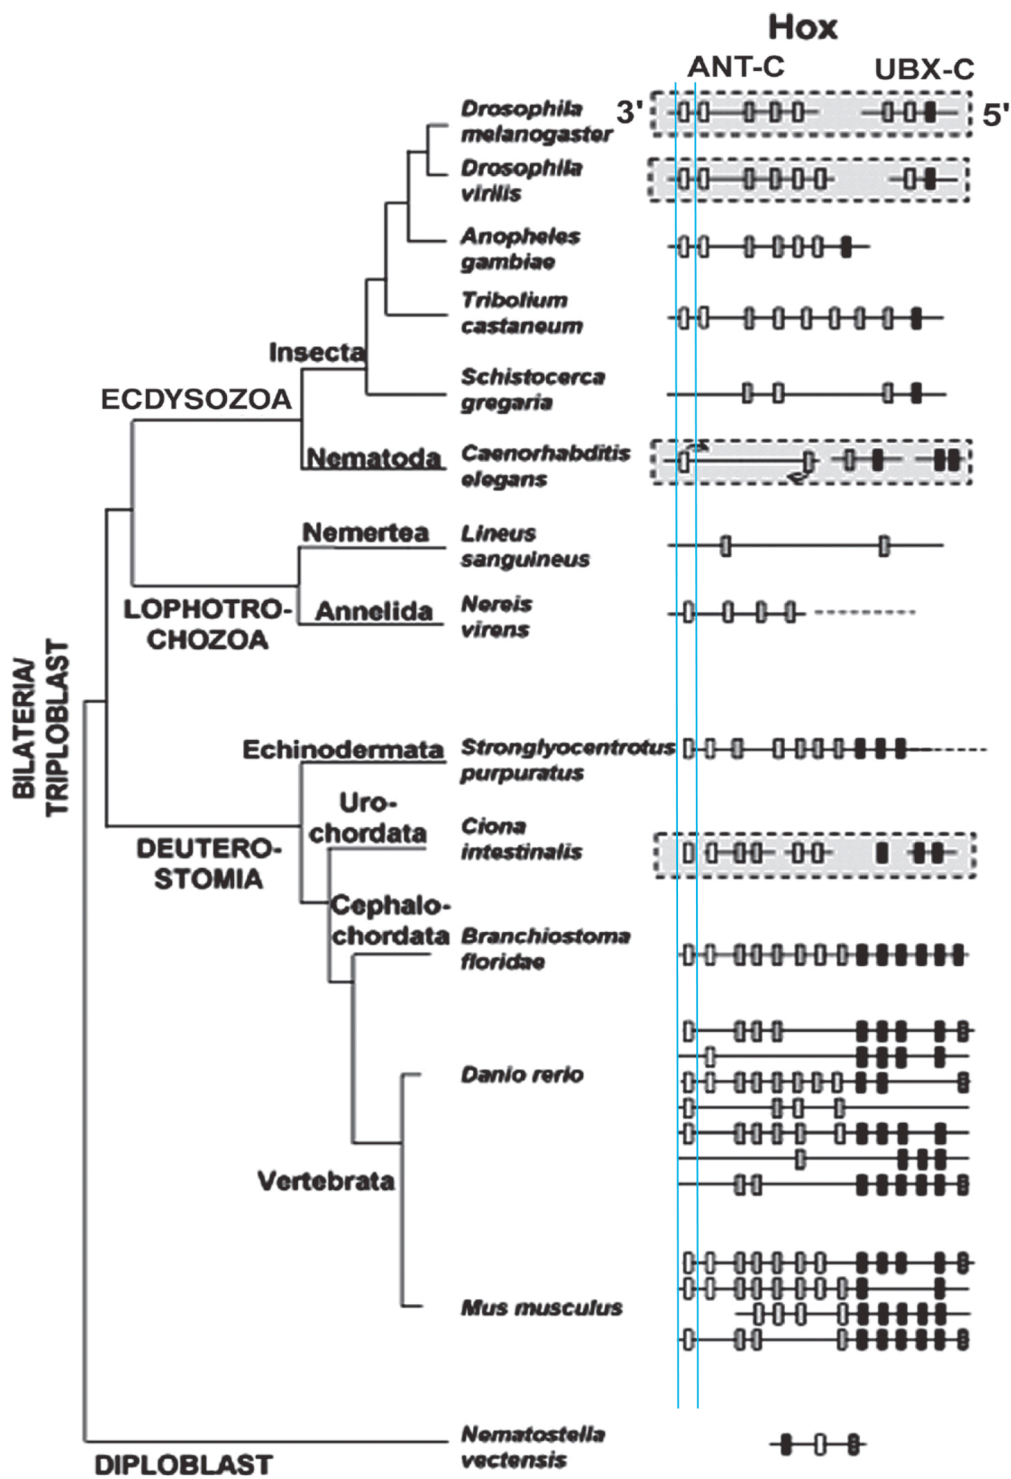 Hox
ANT-C
UBX-C
3'
5'
Drosophila
melanogaster
Drosophila
virilis
Anopheles
gambiae
Tribolium
castaneum
Insecta
Schistocerca
gregaria
ECDYSOZOA
Nematoda
Caenorhabditis
elegans
Nemertea
Lineus
sanguineus
LOPHOTRO-
CHOZOA
Annelida
Nereis
virens
BILATERIA/
TRIPLOBLAST
Echinodermata
Stronglyocentrotus
purpuratus
Uro-
chordata
Ciona
intestinalis
DEUTERO-
STOMIA
Cephalo-
chordata
Branchiostoma
floridae
Danio rerio
Vertebrata
Mus musculus
Nematostella
vectensis
DIPLOBLAST